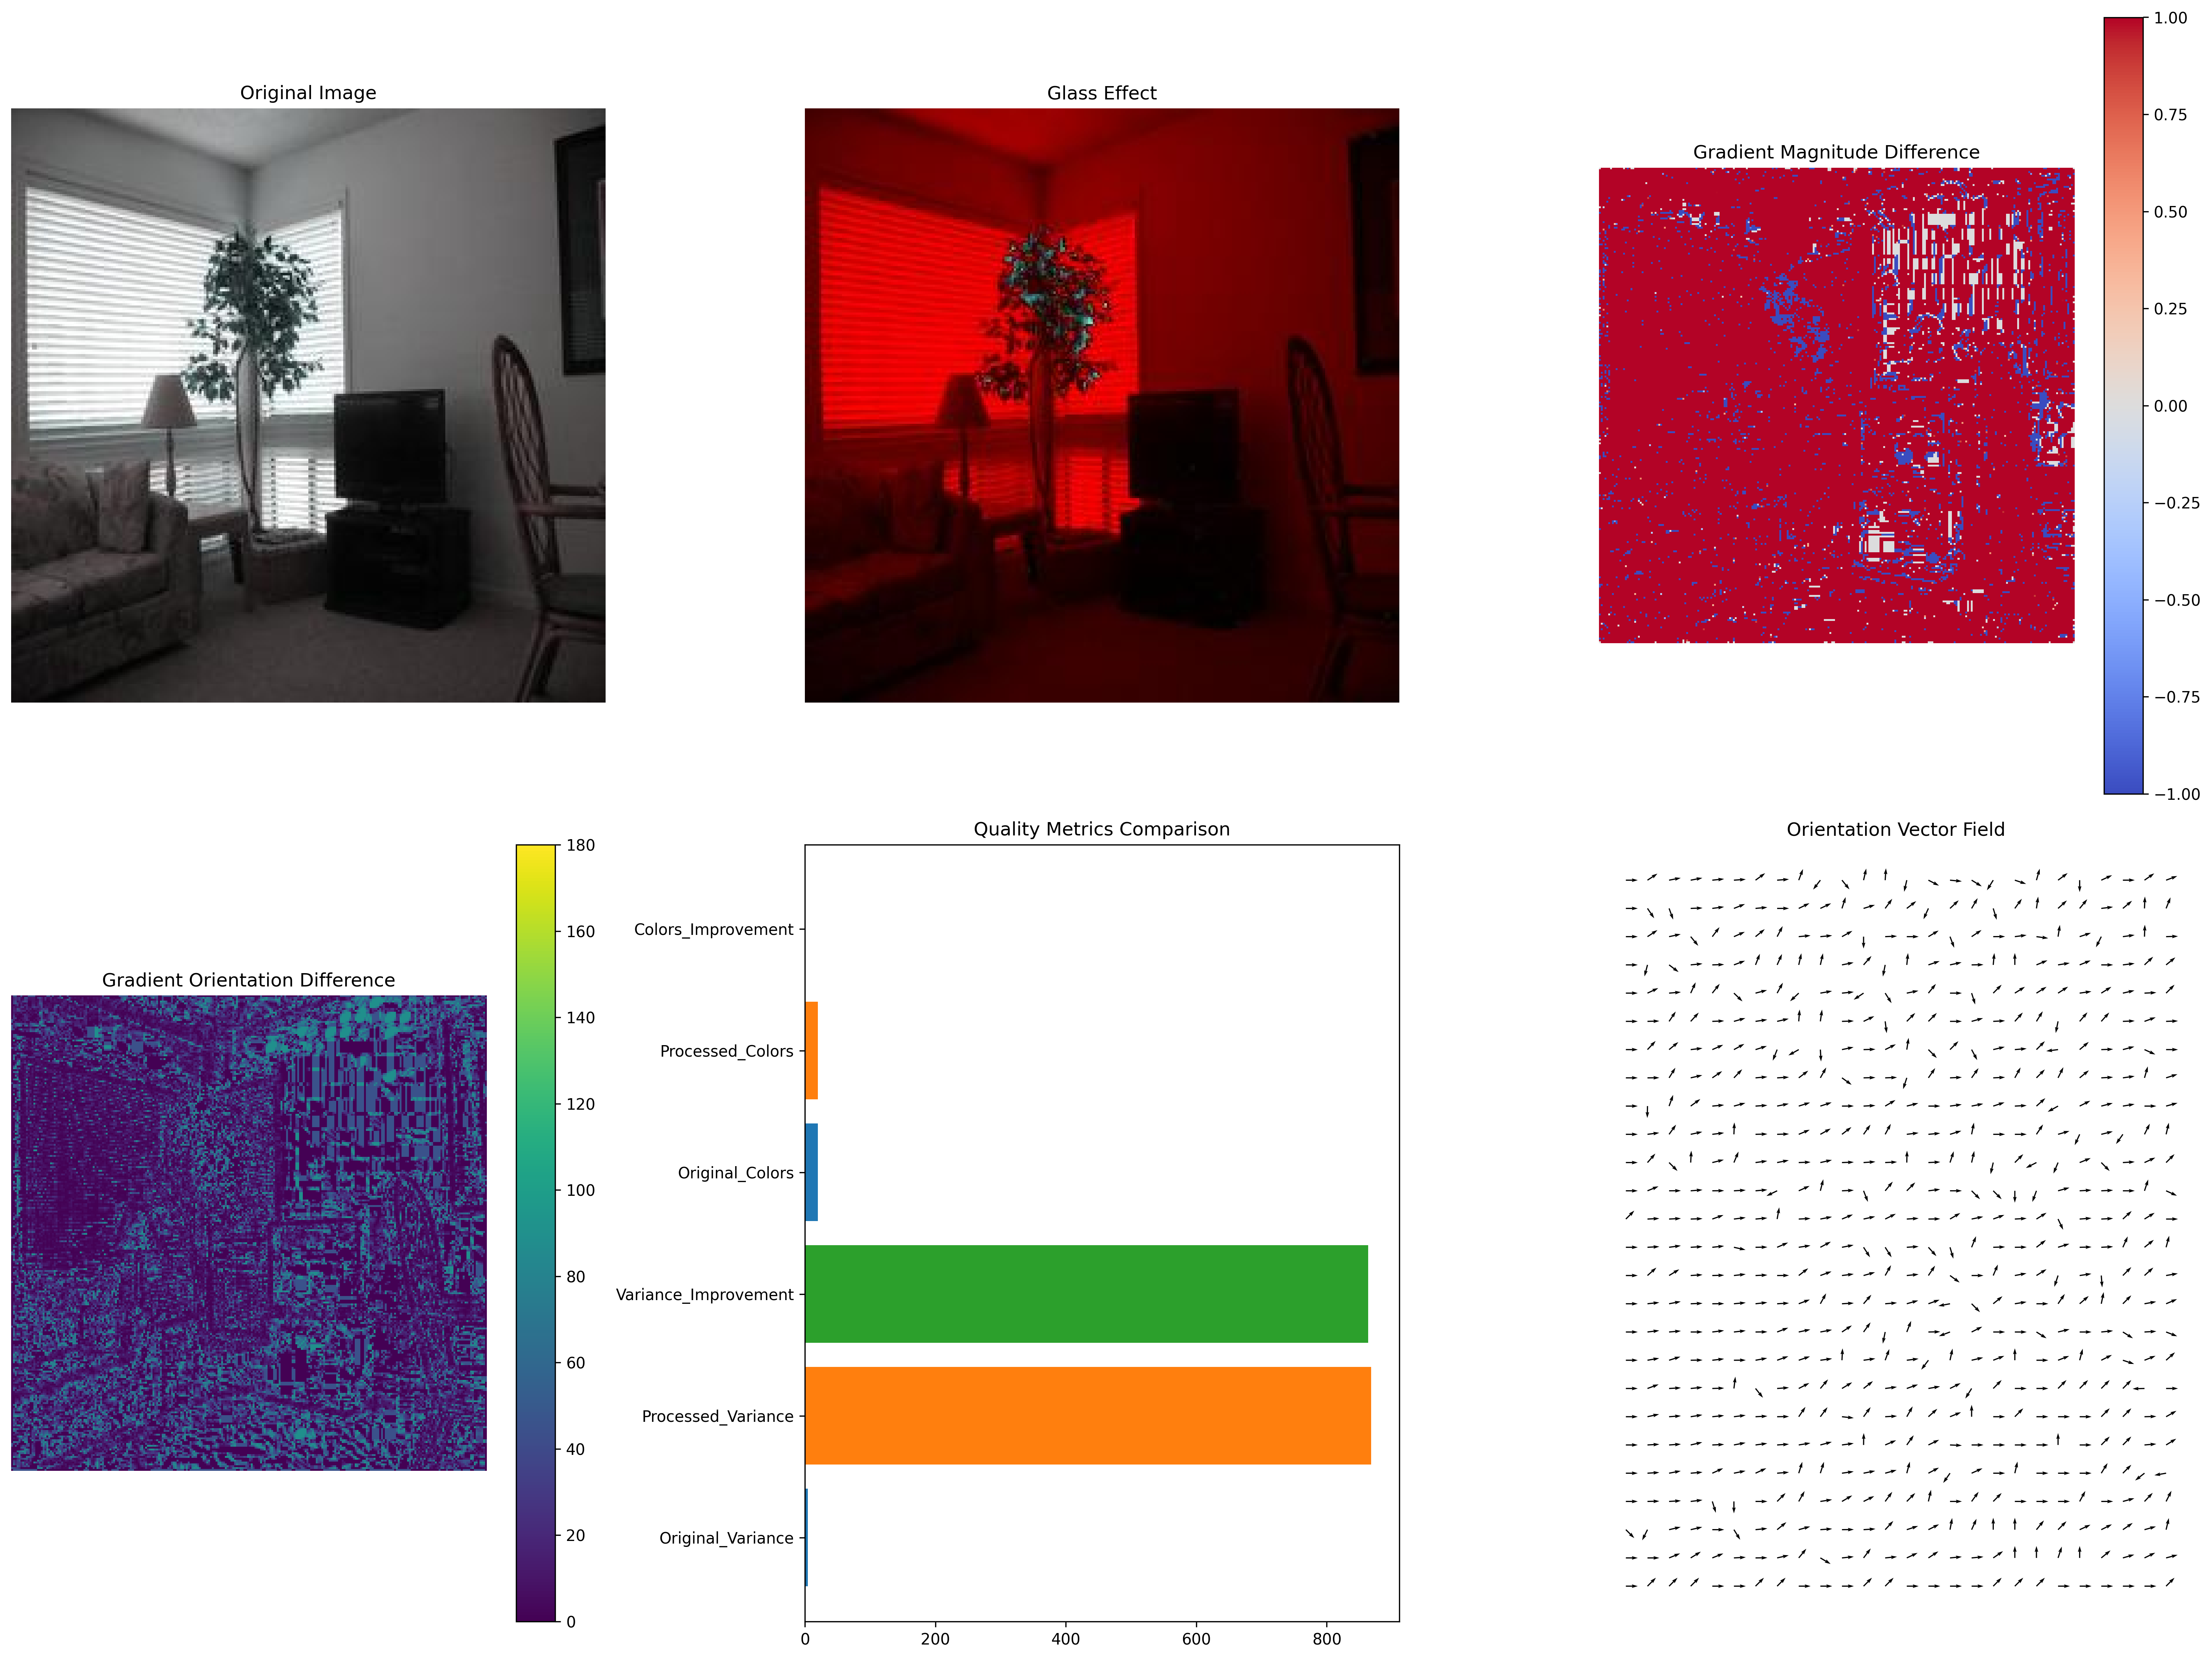 Original Image
Glass Effect
Gradient Magnitude Difference
1.00
0.75
0.50
0.25
0.00
−0.25
−0.50
−0.75
−1.00
Gradient Orientation Difference
180
160
140
120
100
80
60
40
20
0
Quality Metrics Comparison
Colors_Improvement
Processed_Colors
Original_Colors
Variance_Improvement
Processed_Variance
Original_Variance
0 200 400 600 800
Orientation Vector Field